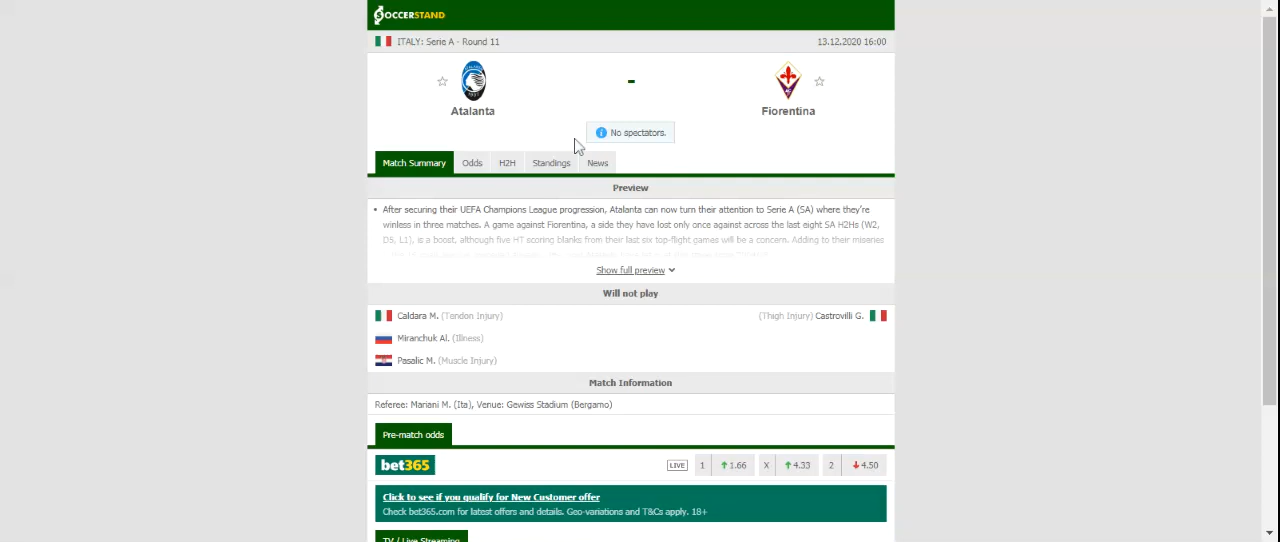 SOCCERSTAND
ITALY: Serie A - Round 11 13.12.2020 16:00
-
Atalanta Fiorentina
No spectators.
Match Summary Odds H2H Standings News
Preview
• After securing their UEFA Champions League progression, Atalanta can now turn their attention to Serie A (SA) where they're
winless in three matches. A game against Fiorentina, a side they have lost only once against across the last eight SA H2Hs (W2,
D5, L1), is a boost, although five HT scoring blanks from their last six top-flight games will be a concern. Adding to their miseries
Show full preview
Will not play
Caldara M. (Tendon Injury) (Thigh Injury) Castrovilli G.
Miranchuk Al. (Illness)
Pasalic M. (Muscle Injury)
Match Information
Referee: Mariani M. (Ita), Venue: Gewiss Stadium (Bergamo)
Pre-match odds
bet365 LIVE 1 1.66 X 4.33 2 4.50
Click to see if you qualify for New Customer offer
Check bet365.com for latest offers and details. Geo-variations and T&Cs apply. 18+
TV / Live Streaming